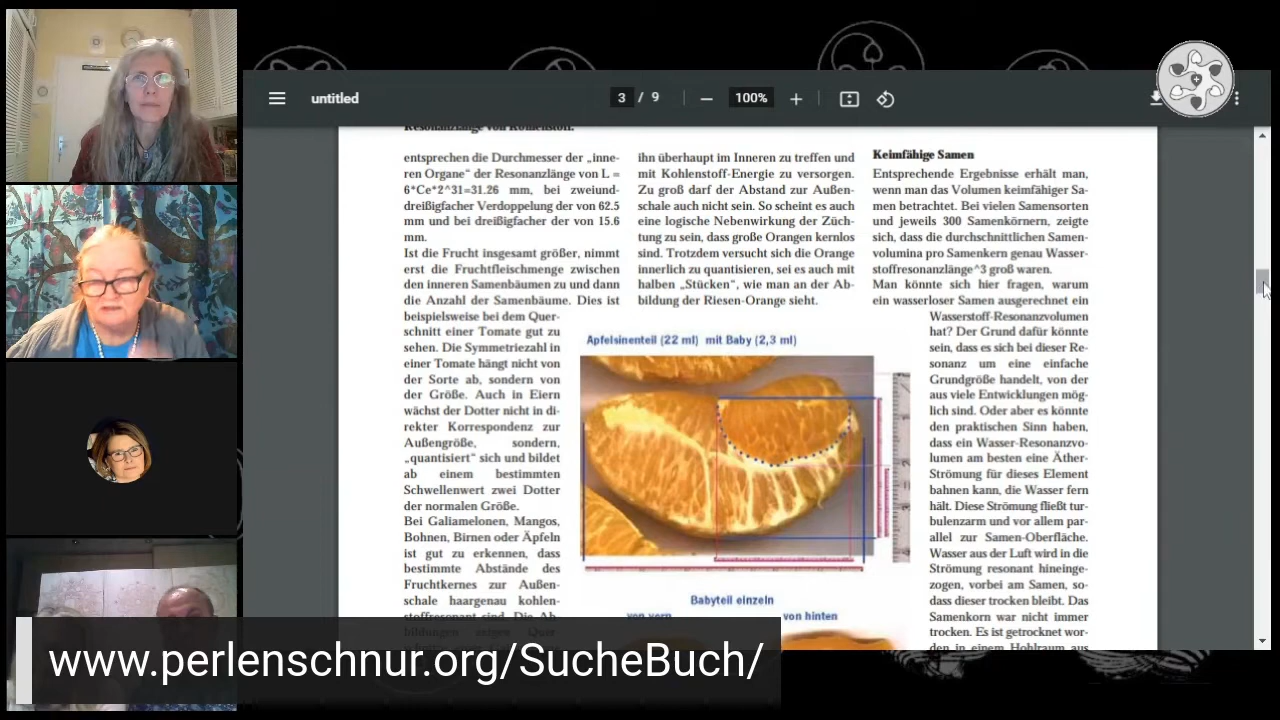 untitled
3 / 9
100%
Resonanzlänge von Kohlenstoff.
entsprechen die Durchmesser der „inne-
ren Organe“ der Resonanzlänge von L =
6*Ce*2^31=31.26 mm, bei zweiund-
dreißigfacher Verdoppelung der von 62.5
mm und bei dreißigfacher der von 15.6
mm.
Ist die Frucht insgesamt größer, nimmt
erst die Fruchtfleischmenge zwischen
den inneren Samenbäumen zu und dann
die Anzahl der Samenbäume. Dies ist
beispielsweise bei dem Quer-
schnitt einer Tomate gut zu
sehen. Die Symmetriezahl in
einer Tomate hängt nicht von
der Sorte ab, sondern von
der Größe. Auch in Eiern
wächst der Dotter nicht in di-
rekter Korrespondenz zur
Außengröße, sondern,
„quantisiert“ sich und bildet
ab einem bestimmten
Schwellenwert zwei Dotter
der normalen Größe.
Bei Galiamelonen, Mangos,
Bohnen, Birnen oder Äpfeln
ist gut zu erkennen, dass
bestimmte Abstände des
Fruchtkernes zur Außen-
schale haargenau kohlen-
stoffresonant sind. Die Ab-
bildungen zeigen Quer-
ihn überhaupt im Inneren zu treffen und
mit Kohlenstoff-Energie zu versorgen.
Zu groß darf der Abstand zur Außen-
schale auch nicht sein. So scheint es auch
eine logische Nebenwirkung der Züch-
tung zu sein, dass große Orangen kernlos
sind. Trotzdem versucht sich die Orange
innerlich zu quantisieren, sei es auch mit
halben „Stücken“, wie man an der Ab-
bildung der Riesen-Orange sieht.
Apfelsinenteil (22 ml) mit Baby (2,3 ml)
Babyteil einzeln
von vorn von hinten
Keimfähige Samen
Entsprechende Ergebnisse erhält man,
wenn man das Volumen keimfähiger Sa-
men betrachtet. Bei vielen Samensorten
und jeweils 300 Samenkörnern, zeigte
sich, dass die durchschnittlichen Samen-
volumina pro Samenkern genau Wasser-
stoffresonanzlänge^3 groß waren.
Man könnte sich hier fragen, warum
ein wasserloser Samen ausgerechnet ein
Wasserstoff-Resonanzvolumen
hat? Der Grund dafür könnte
sein, dass es sich bei dieser Re-
sonanz um eine einfache
Grundgröße handelt, von der
aus viele Entwicklungen mög-
lich sind. Oder aber es könnte
den praktischen Sinn haben,
dass ein Wasser-Resonanzvo-
lumen am besten eine Äther-
Strömung für dieses Element
bahnen kann, die Wasser fern
hält. Diese Strömung fließt tur-
bulenzarm und vor allem par-
allel zur Samen-Oberfläche.
Wasser aus der Luft wird in die
Strömung resonant hineinge-
zogen, vorbei am Samen, so-
dass dieser trocken bleibt. Das
Samenkorn war nicht immer
trocken. Es ist getrocknet wor-
den in einem Hohlraum aus
www.perlenschnur.org/SucheBuch/